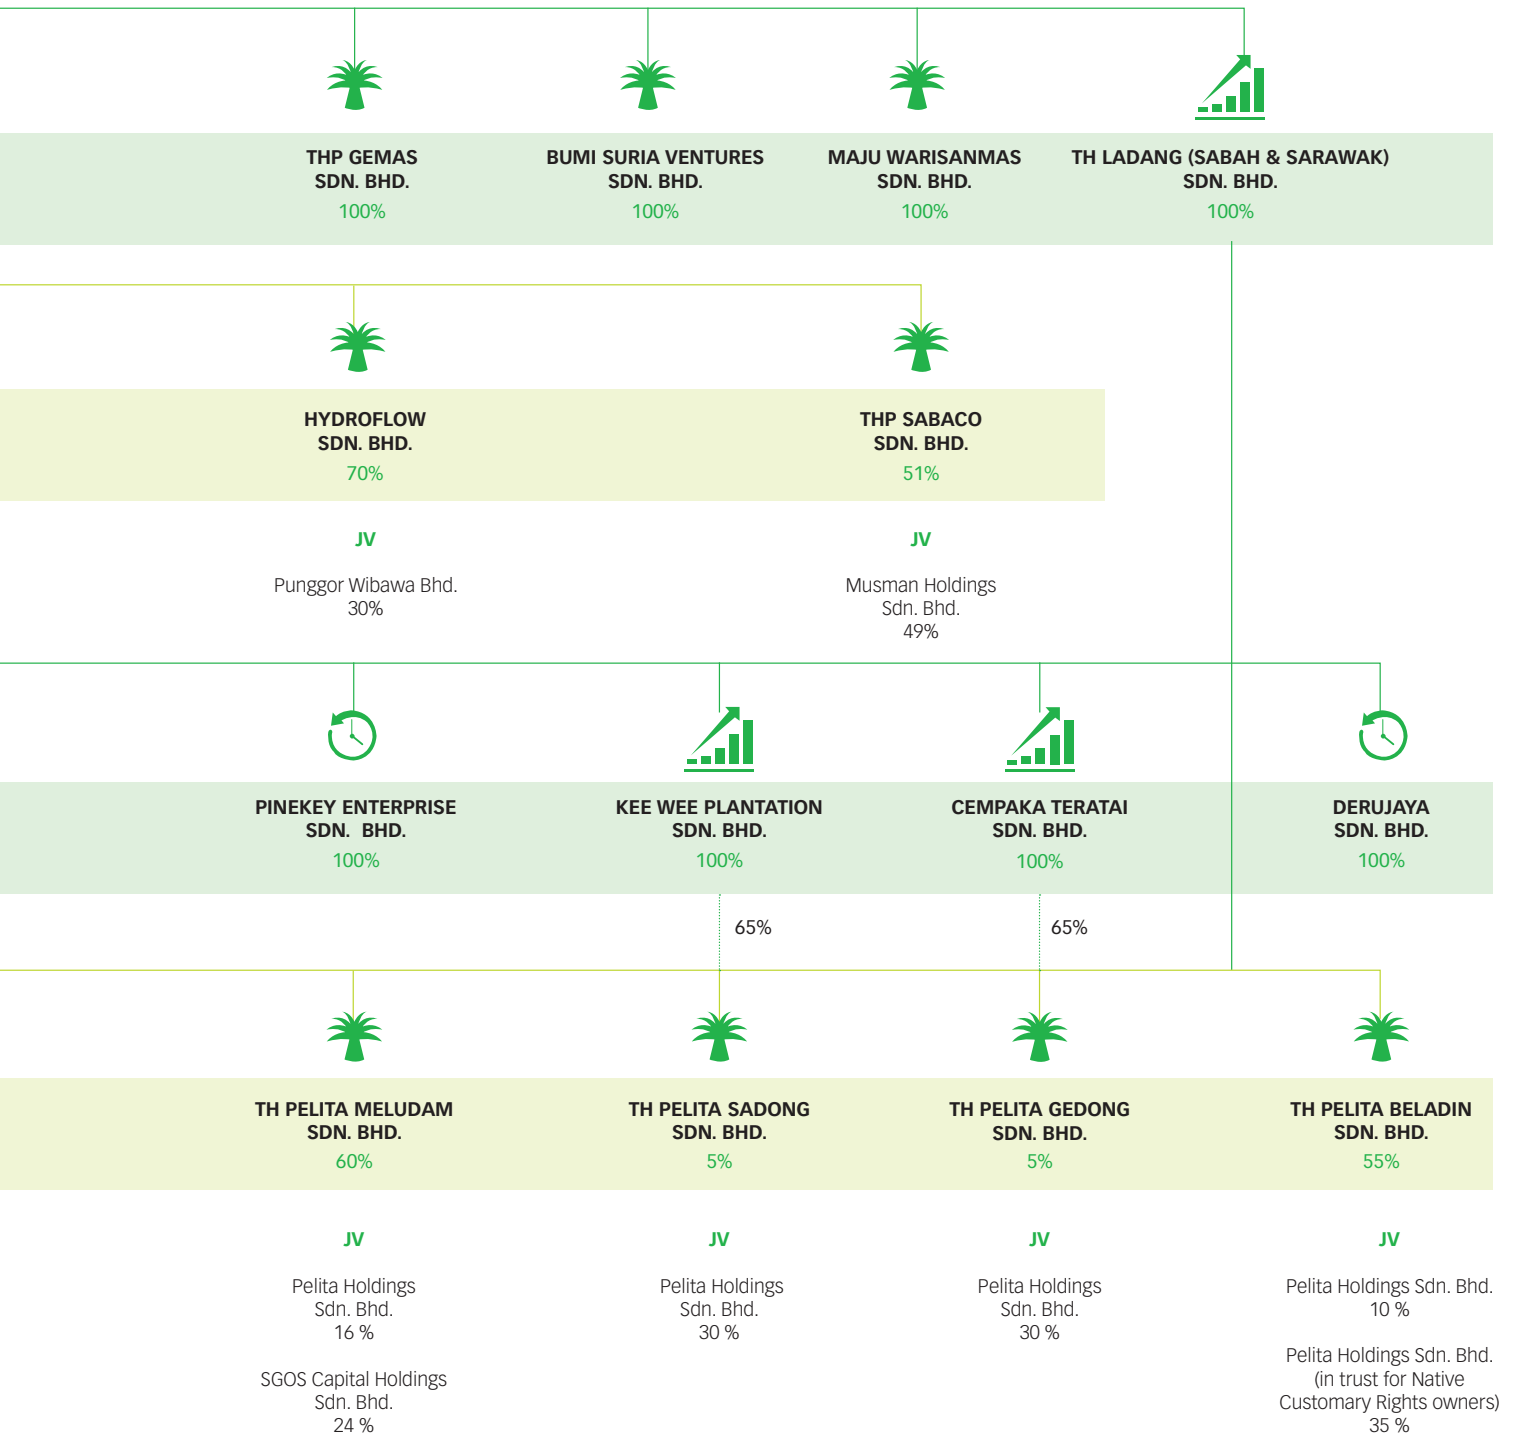 THP GEMAS
SDN. BHD.
100%
BUMI SURIA VENTURES
SDN. BHD.
100%
MAJU WARISANMAS
SDN. BHD.
100%
TH LADANG (SABAH & SARAWAK)
SDN. BHD.
100%
HYDROFLOW
SDN. BHD.
70%
JV
Punggor Wibawa Bhd.
30%
THP SABACO
SDN. BHD.
51%
JV
Musman Holdings
Sdn. Bhd.
49%
PINEKEY ENTERPRISE
SDN. BHD.
100%
KEE WEE PLANTATION
SDN. BHD.
100%
65%
CEMPAKA TERATAI
SDN. BHD.
100%
65%
DERUJAYA
SDN. BHD.
100%
TH PELITA MELUDAM
SDN. BHD.
60%
JV
Pelita Holdings
Sdn. Bhd.
16 %
SGOS Capital Holdings
Sdn. Bhd.
24 %
TH PELITA SADONG
SDN. BHD.
5%
JV
Pelita Holdings
Sdn. Bhd.
30 %
TH PELITA GEDONG
SDN. BHD.
5%
JV
Pelita Holdings
Sdn. Bhd.
30 %
TH PELITA BELADIN
SDN. BHD.
55%
JV
Pelita Holdings Sdn. Bhd.
10 %
Pelita Holdings Sdn. Bhd.
(in trust for Native
Customary Rights owners)
35 %